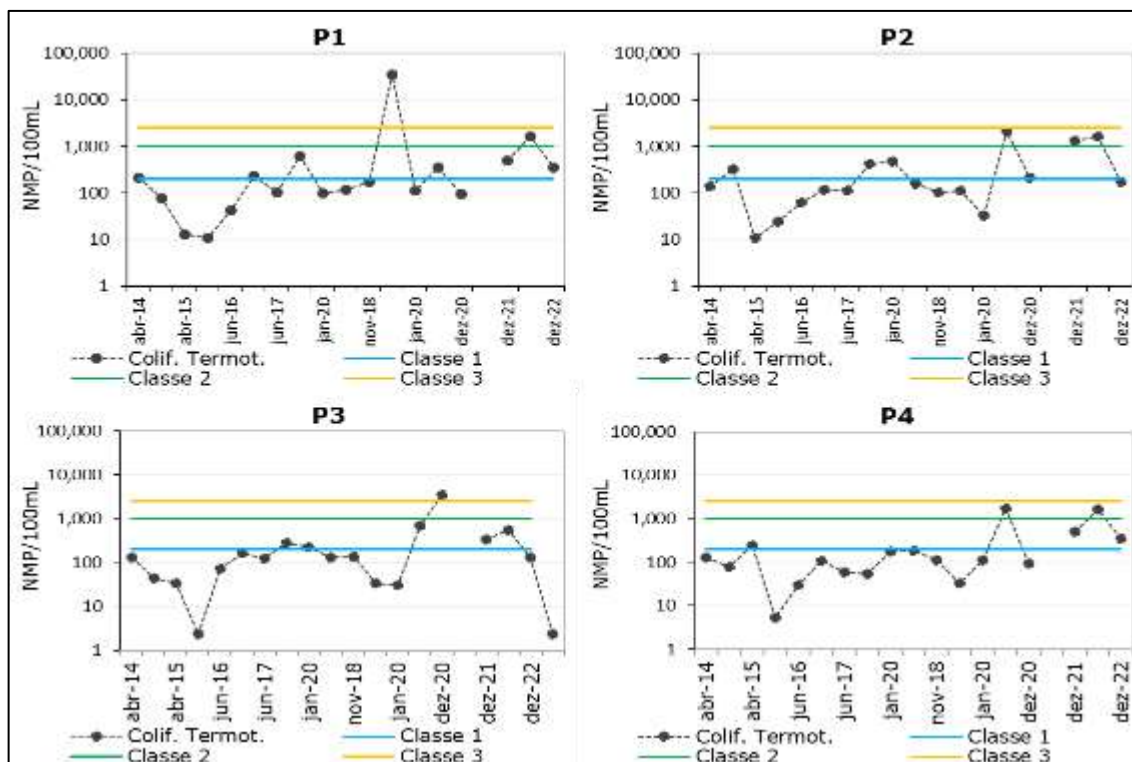 P1
100,000
10,000
1,000
100
10
1
NMP/100mL
abr-14
abr-15
jun-16
jun-17
jan-20
nov-18
jan-20
dez-20
dez-21
dez-22
Colif. Termot.
Classe 1
Classe 2
Classe 3
P2
100,000
10,000
1,000
100
10
1
NMP/100mL
abr-14
abr-15
jun-16
jun-17
jan-20
nov-18
jan-20
dez-20
dez-21
dez-22
Colif. Termot.
Classe 1
Classe 2
Classe 3
P3
100,000
10,000
1,000
100
10
1
NMP/100mL
abr-14
abr-15
jun-16
jun-17
jan-20
nov-18
jan-20
dez-20
dez-21
dez-22
Colif. Termot.
Classe 1
Classe 2
Classe 3
P4
100,000
10,000
1,000
100
10
1
NMP/100mL
abr-14
abr-15
jun-16
jun-17
jan-20
nov-18
jan-20
dez-20
dez-21
dez-22
Colif. Termot.
Classe 1
Classe 2
Classe 3